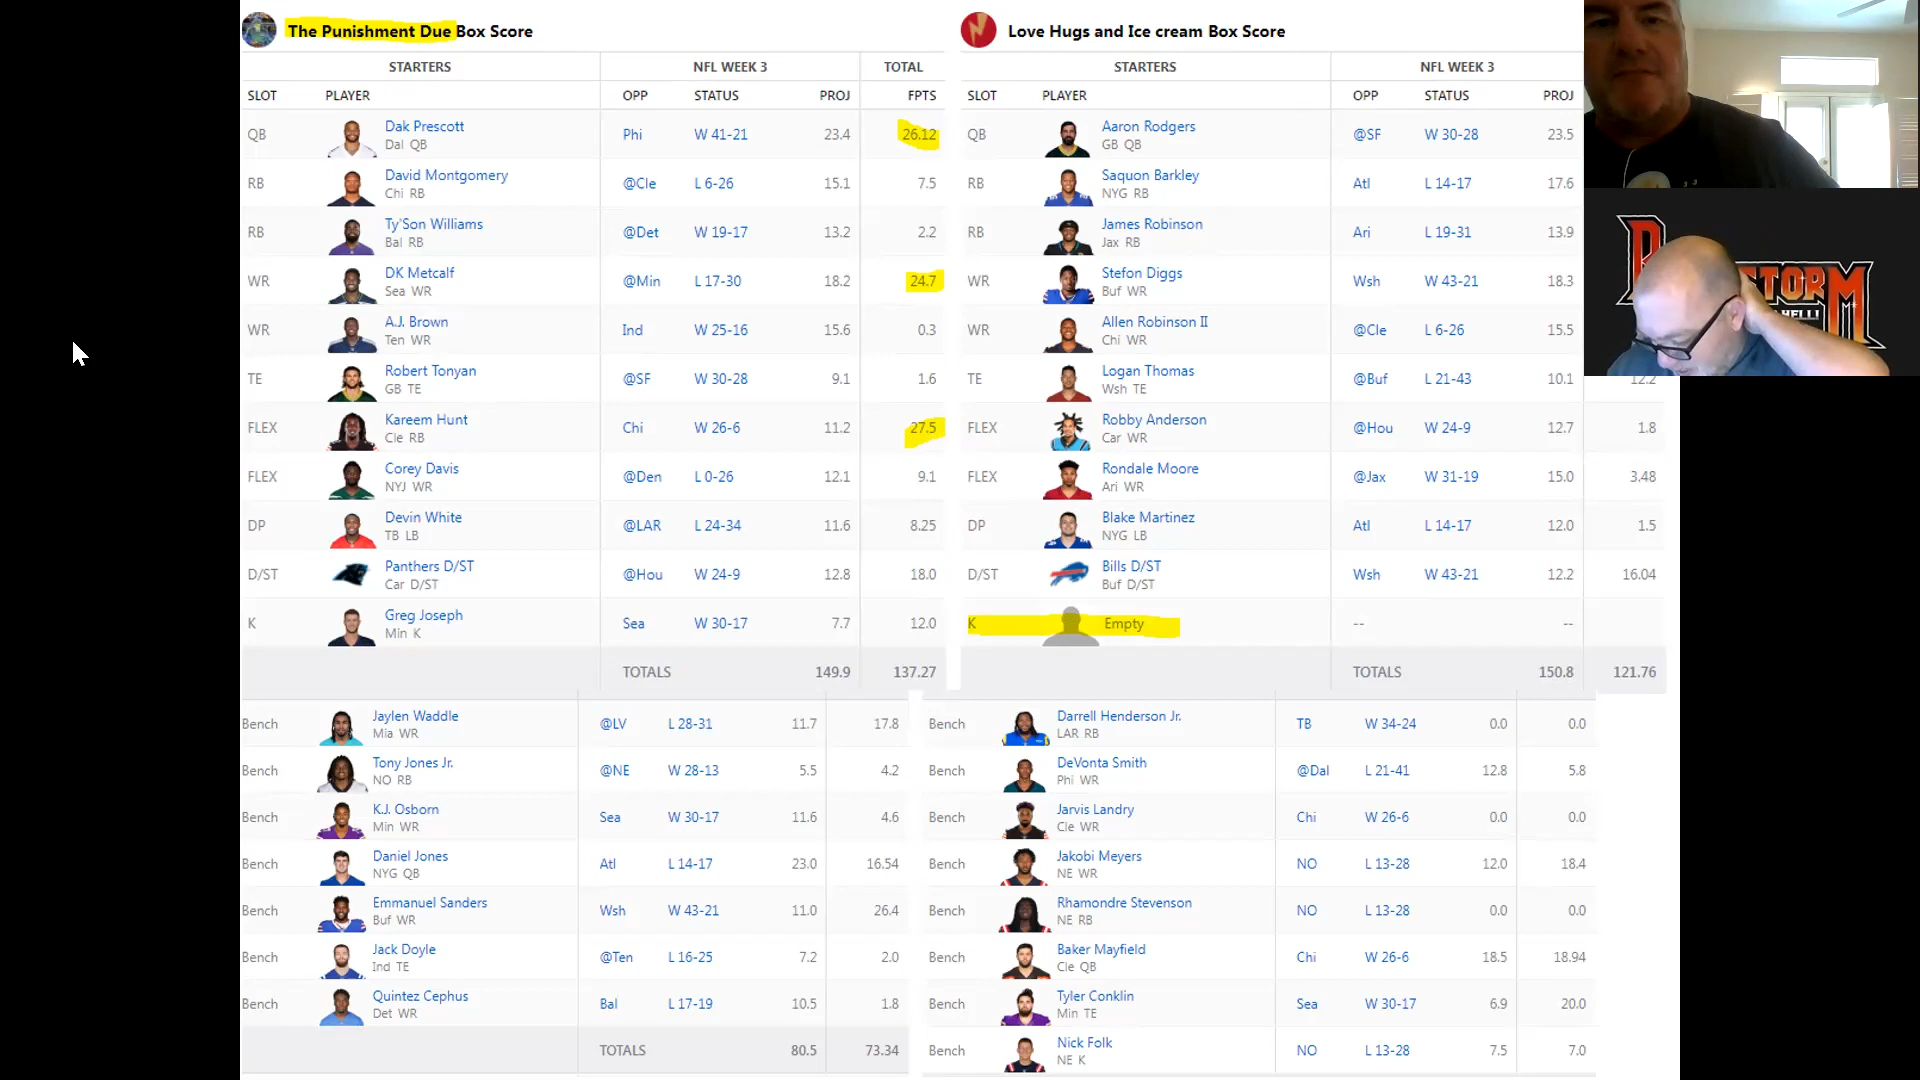 The Punishment Due Box Score
STARTERS NFL WEEK 3 TOTAL
SLOT PLAYER OPP STATUS PROJ FPTS
QB Dak Prescott Phi W 41-21 23.4 26.12
Dal QB
RB David Montgomery @Cle L 6-26 15.1 7.5
Chi RB
RB Ty'Son Williams @Det W 19-17 13.2 2.2
Bal RB
WR DK Metcalf @Min L 17-30 18.2 24.7
Sea WR
WR A.J. Brown Ind W 25-16 15.6 0.3
Ten WR
TE Robert Tonyan @SF W 30-28 9.1 1.6
GB TE
FLEX Kareem Hunt Chi W 26-6 11.2 27.5
Cle RB
FLEX Corey Davis @Den L 0-26 12.1 9.1
NYJ WR
DP Devin White @LAR L 24-34 11.6 8.25
TB LB
D/ST Panthers D/ST @Hou W 24-9 12.8 18.0
Car D/ST
K Greg Joseph Sea W 30-17 7.7 12.0
Min K
TOTALS 149.9 137.27
Bench Jaylen Waddle @LV L 28-31 11.7 17.8
Mia WR
Bench Tony Jones Jr. @NE W 28-13 5.5 4.2
NO RB
Bench K.J. Osborn Sea W 30-17 11.6 4.6
Min WR
Bench Daniel Jones Atl L 14-17 23.0 16.54
NYG QB
Bench Emmanuel Sanders Wsh W 43-21 11.0 26.4
Buf WR
Bench Jack Doyle @Ten L 16-25 7.2 2.0
Ind TE
Bench Quintez Cephus Bal L 17-19 10.5 1.8
Det WR
TOTALS 80.5 73.34
Love Hugs and Ice cream Box Score
STARTERS NFL WEEK 3
SLOT PLAYER OPP STATUS PROJ
QB Aaron Rodgers @SF W 30-28 23.5
GB QB
RB Saquon Barkley Atl L 14-17 17.6
NYG RB
RB James Robinson Ari L 19-31 13.9
Jax RB
WR Stefon Diggs Wsh W 43-21 18.3
Buf WR
WR Allen Robinson II @Cle L 6-26 15.5
Chi WR
TE Logan Thomas @Buf L 21-43 10.1 12.2
Wsh TE
FLEX Robby Anderson @Hou W 24-9 12.7 1.8
Car WR
FLEX Rondale Moore @Jax W 31-19 15.0 3.48
Ari WR
DP Blake Martinez Atl L 14-17 12.0 1.5
NYG LB
D/ST Bills D/ST Wsh W 43-21 12.2 16.04
Buf D/ST
K Empty -- --
TOTALS 150.8 121.76
Bench Darrell Henderson Jr. TB W 34-24 0.0 0.0
LAR RB
Bench DeVonta Smith @Dal L 21-41 12.8 5.8
Phi WR
Bench Jarvis Landry Chi W 26-6 0.0 0.0
Cle WR
Bench Jakobi Meyers NO L 13-28 12.0 18.4
NE WR
Bench Rhamondre Stevenson NO L 13-28 0.0 0.0
NE RB
Bench Baker Mayfield Chi W 26-6 18.5 18.94
Cle QB
Bench Tyler Conklin Sea W 30-17 6.9 20.0
Min TE
Bench Nick Folk NO L 13-28 7.5 7.0
NE K